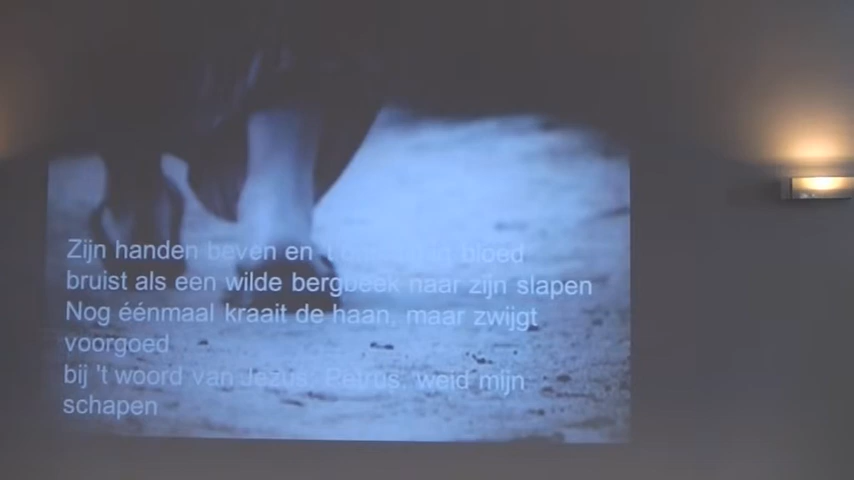 Zijn handen beven en 't bloed
bruist als een wilde bergbeek naar zijn slapen
Nog éénmaal kraait de haan, maar zwijgt
voorgoed
bij 't woord van Jezus: Petrus, weid mijn
schapen